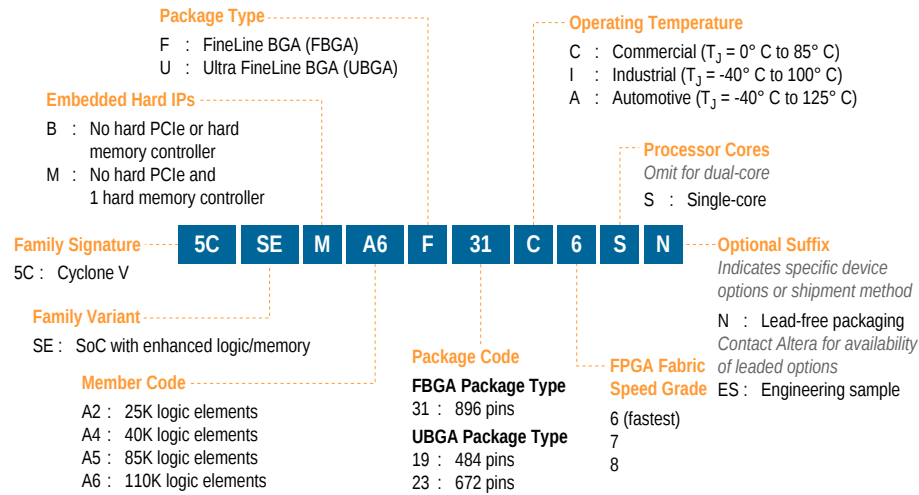 Package Type
F : FineLine BGA (FBGA)
U : Ultra FineLine BGA (UBGA)
Operating Temperature
C : Commercial (TJ = 0° C to 85° C)
I : Industrial (TJ = -40° C to 100° C)
A : Automotive (TJ = -40° C to 125° C)
Embedded Hard IPs
B : No hard PCIe or hard
memory controller
M : No hard PCIe and
1 hard memory controller
Processor Cores
Omit for dual-core
S : Single-core
5C SE M A6 F 31 C 6 S N
Family Signature
5C : Cyclone V
Family Variant
SE : SoC with enhanced logic/memory
Member Code
A2 : 25K logic elements
A4 : 40K logic elements
A5 : 85K logic elements
A6 : 110K logic elements
Package Code
FBGA Package Type
31 : 896 pins
UBGA Package Type
19 : 484 pins
23 : 672 pins
FPGA Fabric
Speed Grade
6 (fastest)
7
8
Optional Suffix
Indicates specific device
options or shipment method
N : Lead-free packaging
Contact Altera for availability
of leaded options
ES : Engineering sample